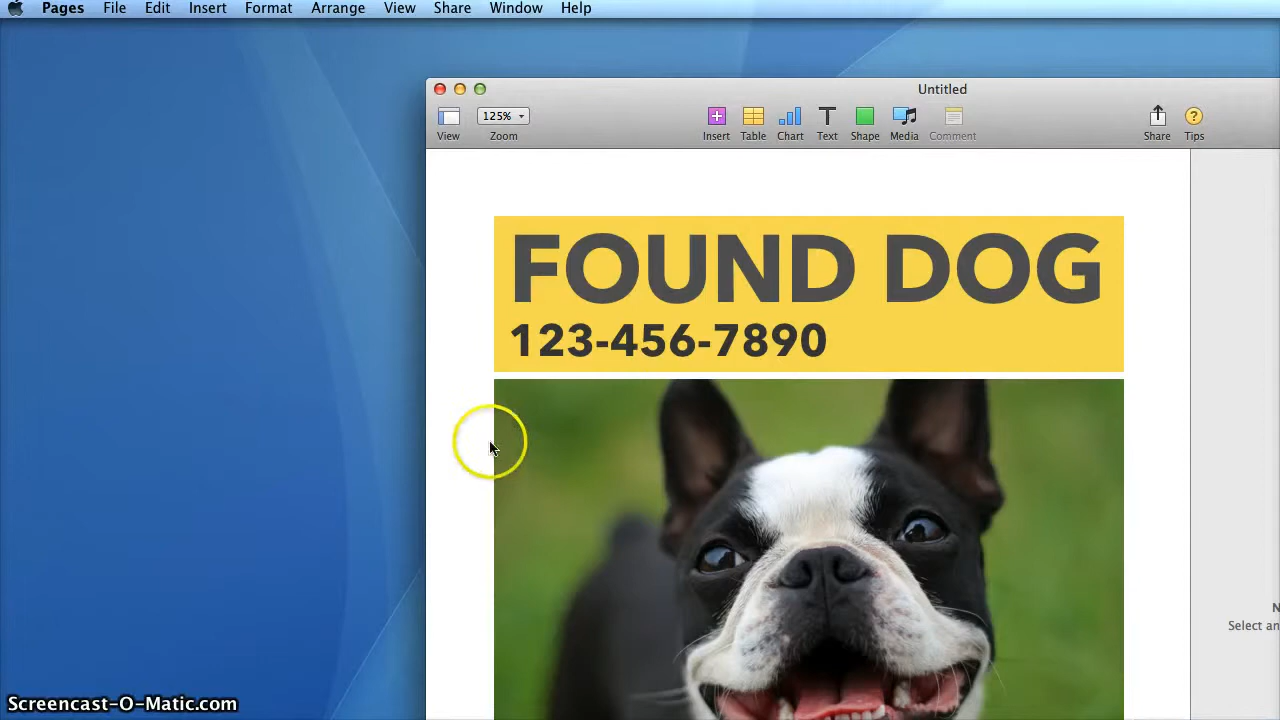 Pages File Edit Insert Format Arrange View Share Window Help
Untitled
125%
View Zoom Insert Table Chart Text Shape Media Comment Share Tips
FOUND DOG
123-456-7890
Select
Screencast-O-Matic.com